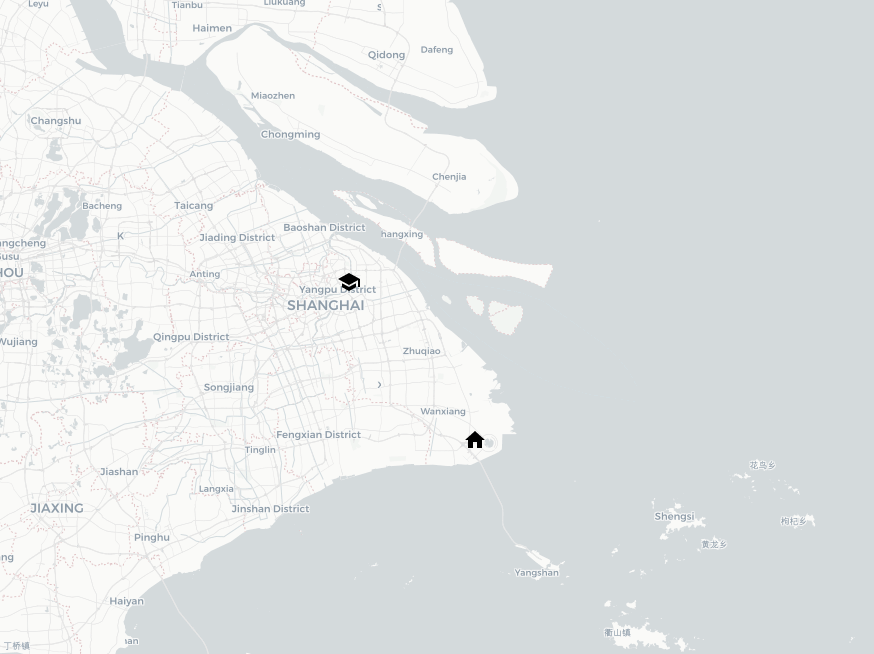 Leyu
Tianbu
Liukuang
Haimen
Qidong
Dafeng
Miaozhen
Changshu
Chongming
Chenjia
Bacheng
Taicang
Baoshan District
Jiading District
hangxing
K
angcheng
Susu
HOU
Anting
Yangpu District
SHANGHAI
Qingpu District
Wujiang
Zhuqiao
Songjiang
Wanxiang
Fengxian District
Tinglin
Jiashan
花鸟乡
Langxia
JIAXING
Jinshan District
Shengsi
枸杞乡
Pinghu
黄龙乡
ng
Yangshan
Haiyan
衢山镇
丁桥镇